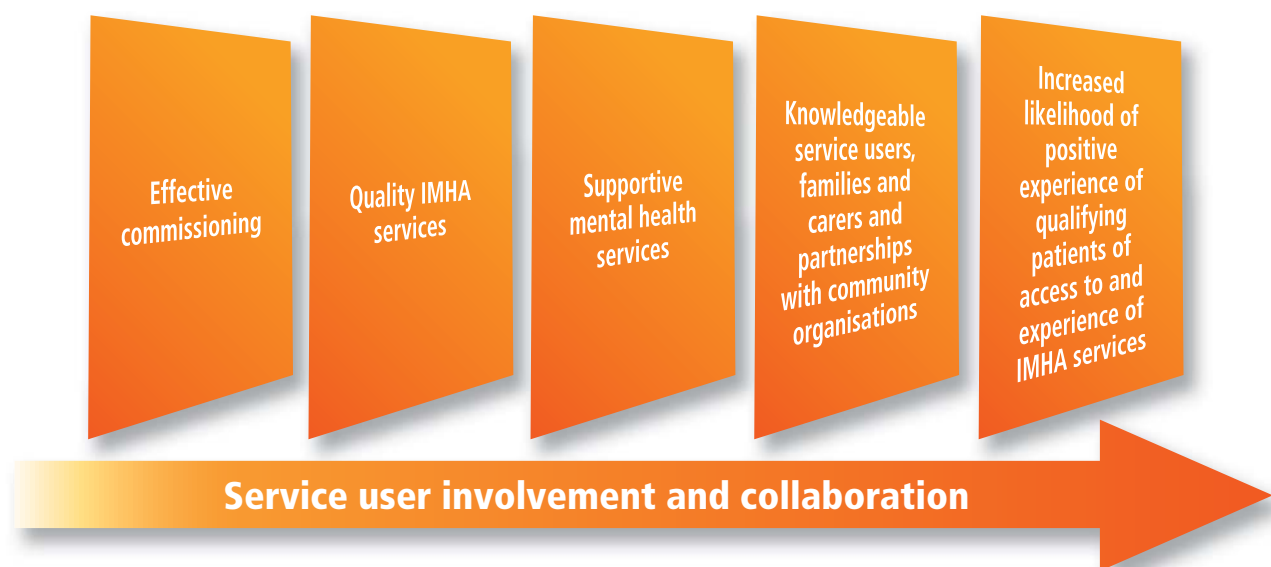 Effective
commissioning
Quality IMHA
services
Supportive
mental health
services
Knowledgeable
service users,
families and
carers and
partnerships
with community
organisations
Increased
likelihood of
positive
experience of
qualifying
patients of
access to and
experience of
IMHA services
Service user involvement and collaboration